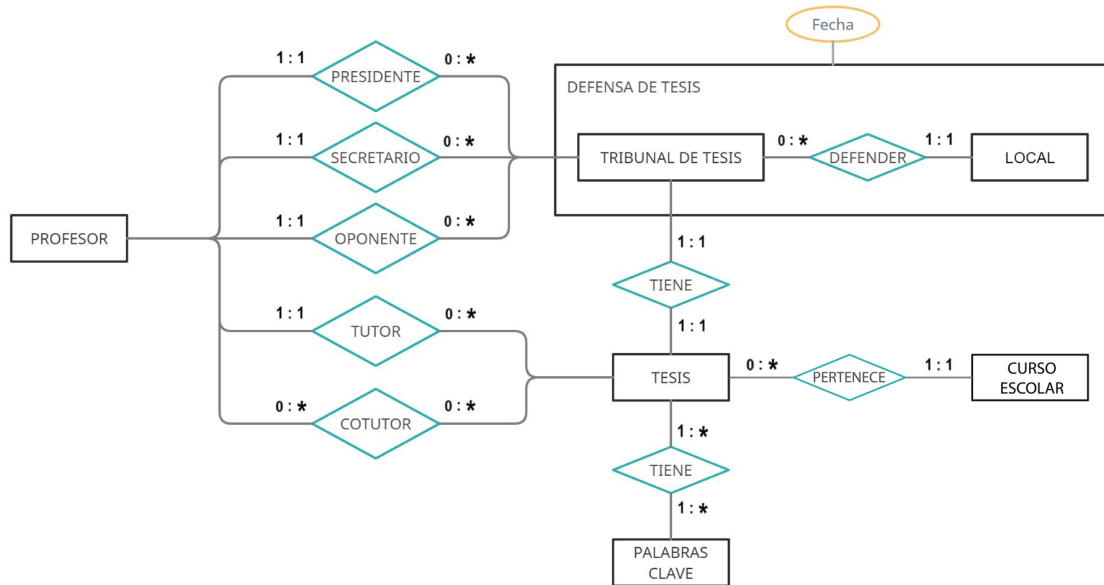 Fecha
1 : 1 PRESIDENTE 0 : *
DEFENSA DE TESIS
1 : 1 SECRETARIO 0 : *
TRIBUNAL DE TESIS 0 : * DEFENDER 1 : 1 LOCAL
PROFESOR 1 : 1 OPONENTE 0 : *
1 : 1
TIENE
1 : 1
1 : 1 TUTOR 0 : *
TESIS 0 : * PERTENECE 1 : 1 CURSO
ESCOLAR
0 : * COTUTOR 0 : *
1 : *
TIENE
1 : *
PALABRAS
CLAVE